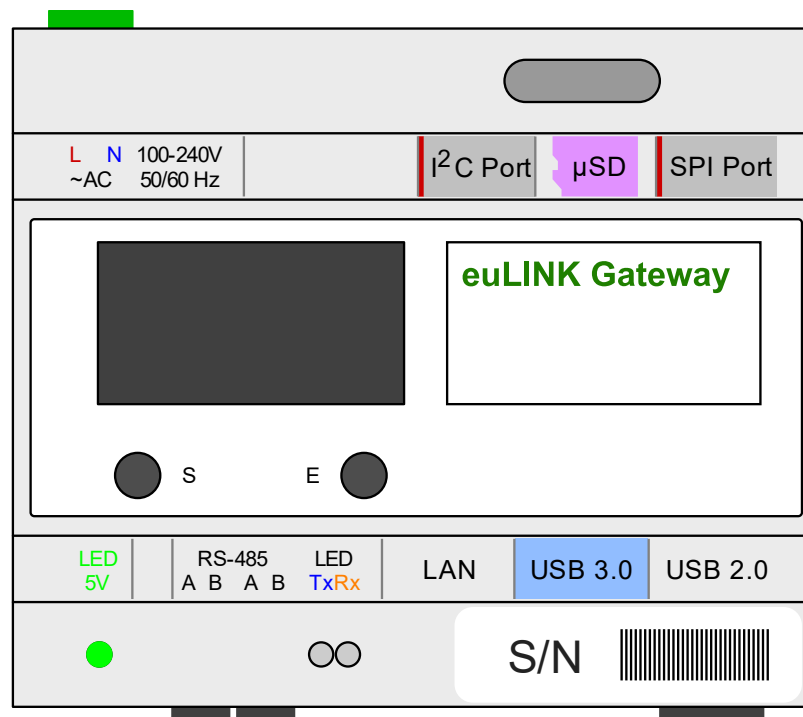 L N 100-240V
~AC 50/60 Hz
I²C Port
µSD
SPI Port
euLINK Gateway
S
E
LED
5V
RS-485
A B A B
LED
TxRx
LAN
USB 3.0
USB 2.0
S/N